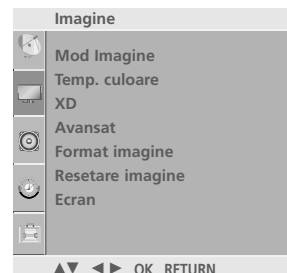 Imagine
Mod Imagine
Temp. culoare
XD
Avansat
Format imagine
Resetare imagine
Ecran
▲▼ ◄► OK RETURN